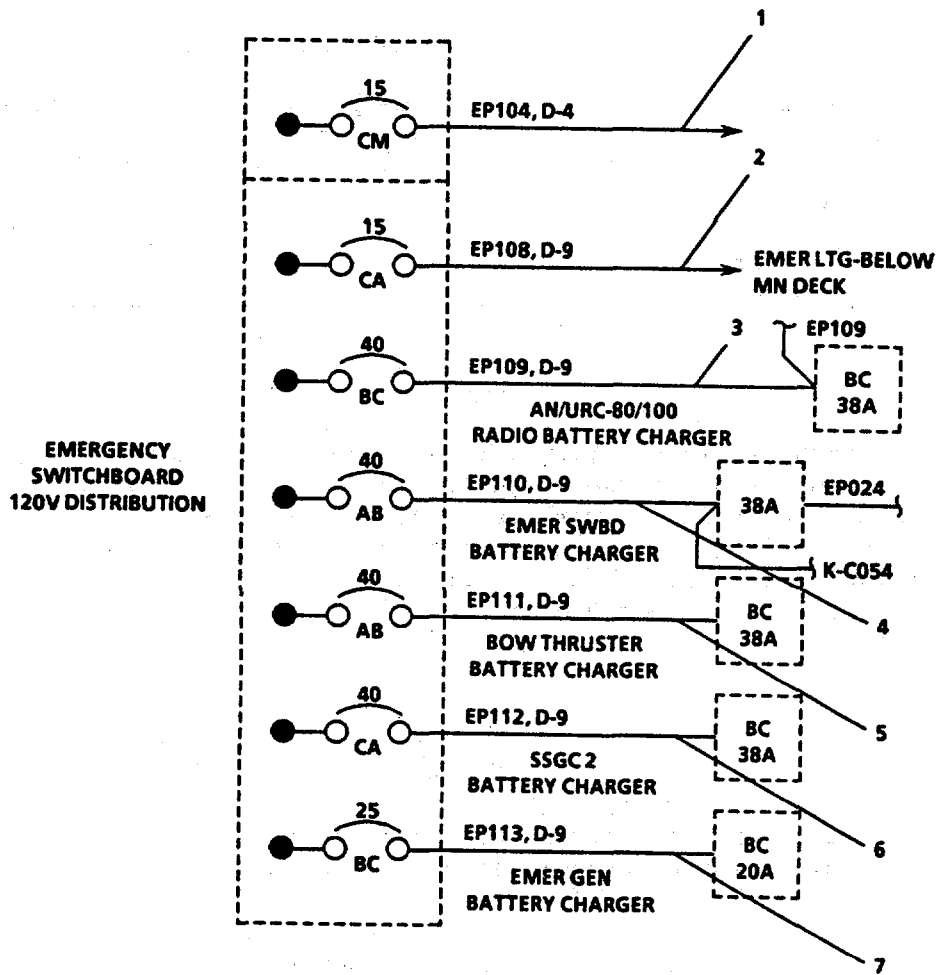 1
15
EP104, D-4
CM
2
15
EP108, D-9
CA
EMER LTG-BELOW
MN DECK
3
EP109
40
EP109, D-9
BC
BC
38A
AN/URC-80/100
RADIO BATTERY CHARGER
EMERGENCY
SWITCHBOARD
120V DISTRIBUTION
40
EP110, D-9
AB
38A
EP024
EMER SWBD
BATTERY CHARGER
K-C054
4
40
EP111, D-9
AB
BC
38A
BOW THRUSTER
BATTERY CHARGER
5
40
EP112, D-9
CA
BC
38A
SSGC 2
BATTERY CHARGER
6
25
EP113, D-9
BC
BC
20A
EMER GEN
BATTERY CHARGER
7